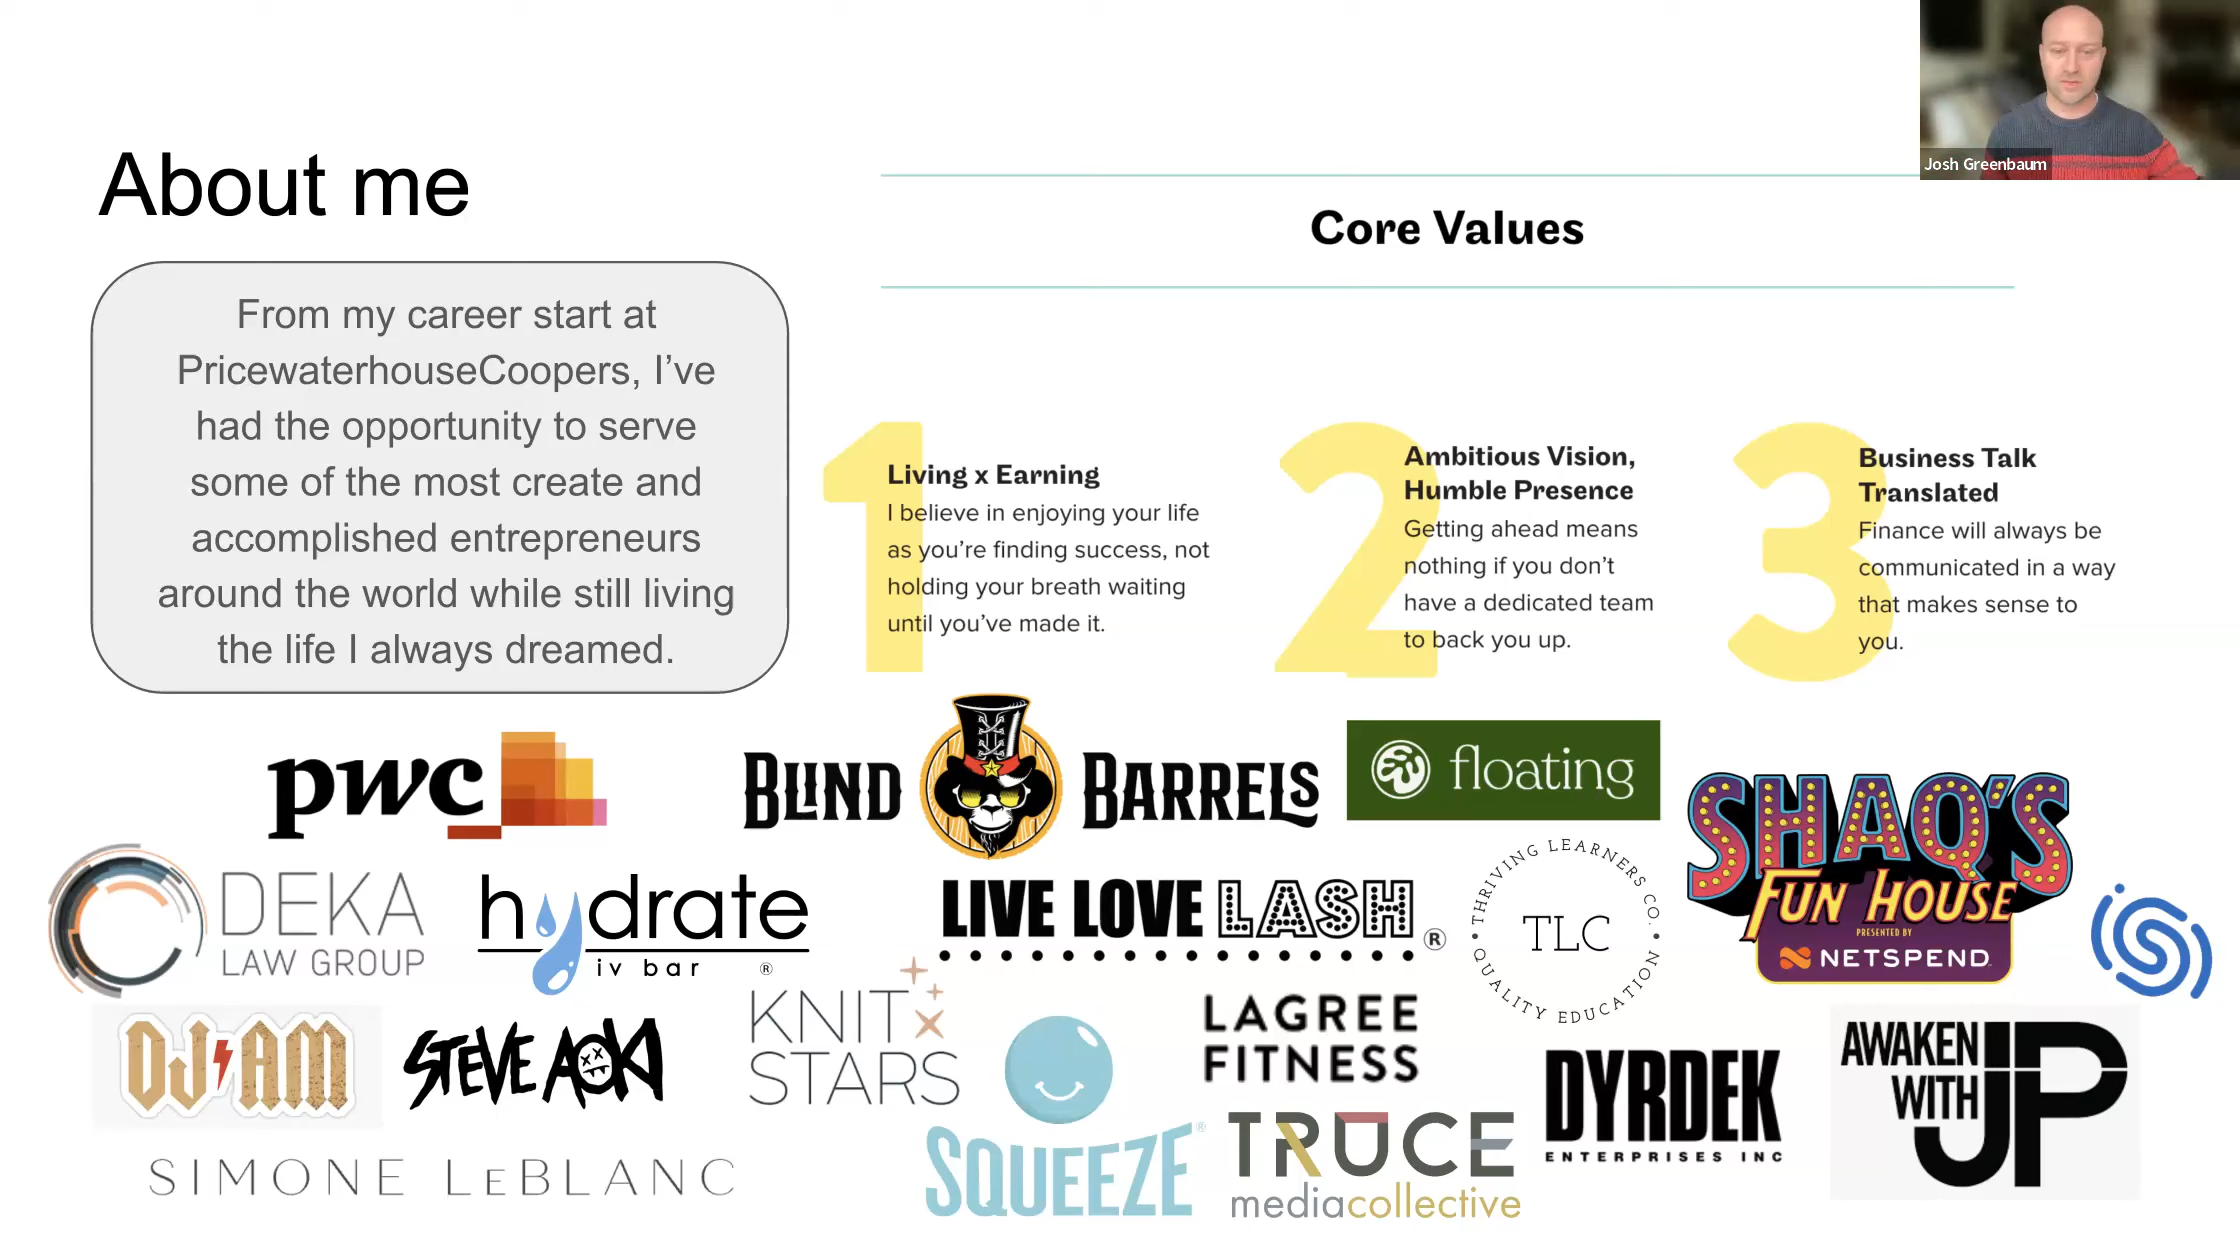 Josh Greenbaum
About me
From my career start at
PricewaterhouseCoopers, I’ve
had the opportunity to serve
some of the most create and
accomplished entrepreneurs
around the world while still living
the life I always dreamed.
Core Values
1
Living x Earning
I believe in enjoying your life
as you’re finding success, not
holding your breath waiting
until you’ve made it.
2
Ambitious Vision,
Humble Presence
Getting ahead means
nothing if you don’t
have a dedicated team
to back you up.
3
Business Talk
Translated
Finance will always be
communicated in a way
that makes sense to
you.
pwc
BLIND BARRELS
floating
SHAQ'S
FUN HOUSE
PRESENTED BY
NETSPEND
DEKA
LAW GROUP
hydrate
iv bar ®
LIVE LOVE LASH ®
THRIVING LEARNERS CO.
TLC
QUALITY EDUCATION
DJ AM
STEVE AOKI
KNIT
STARS
LAGREE
FITNESS
DYRDEK
ENTERPRISES INC
AWAKEN
WITH
JP
SIMONE LEBLANC
SQUEEZE ®
TRUCE
mediacollective